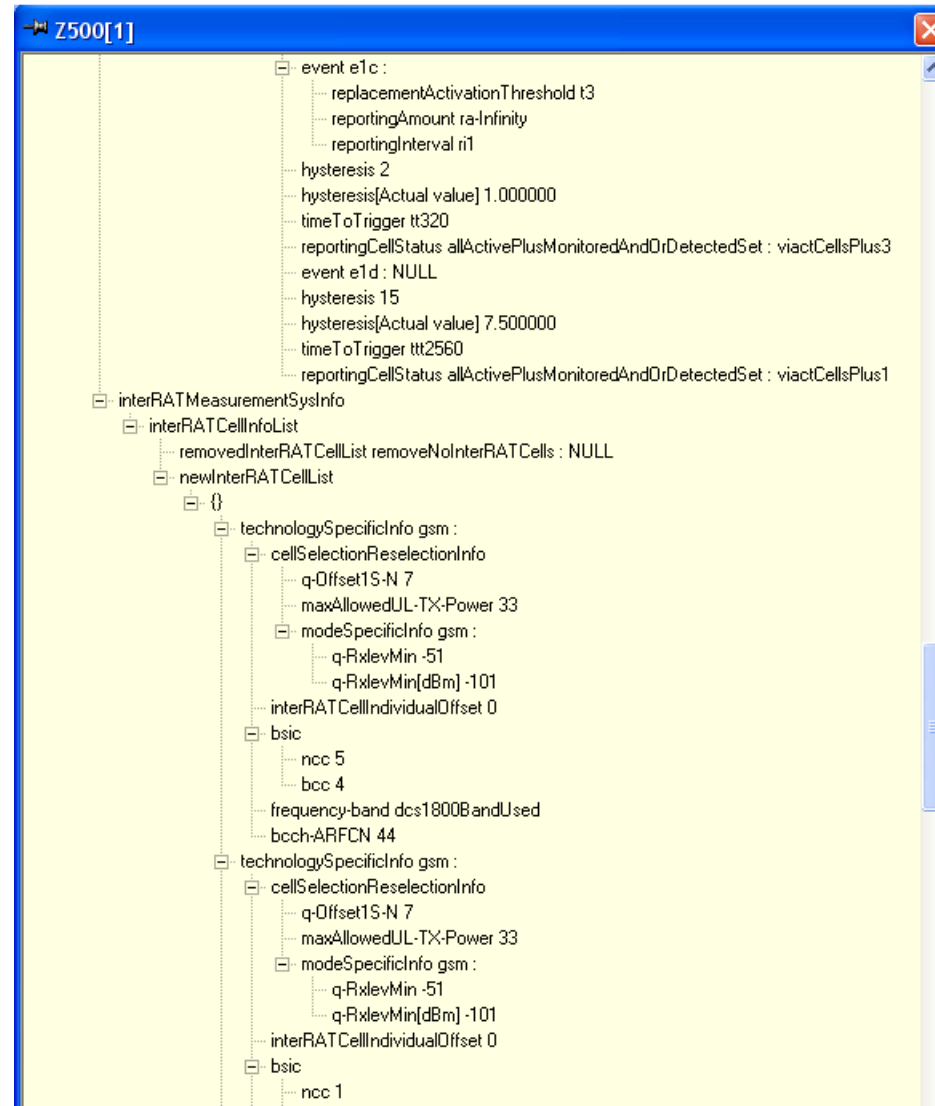 Z500[1]
event e1c :
replacementActivationThreshold t3
reportingAmount ra-Infinity
reportingInterval ri1
hysteresis 2
hysteresis[Actual value] 1.000000
timeToTrigger tt320
reportingCellStatus allActivePlusMonitoredAndOrDetectedSet : viactCellsPlus3
event e1d : NULL
hysteresis 15
hysteresis[Actual value] 7.500000
timeToTrigger ttt2560
reportingCellStatus allActivePlusMonitoredAndOrDetectedSet : viactCellsPlus1
interRATMeasurementSysInfo
interRATCellInfoList
removedInterRATCellList removeNoInterRATCells : NULL
newInterRATCellList
{}
technologySpecificInfo gsm :
cellSelectionReselectionInfo
q-Offset1S-N 7
maxAllowedUL-TX-Power 33
modeSpecificInfo gsm :
q-RxlevMin -51
q-RxlevMin[dBm] -101
interRATCellIndividualOffset 0
bsic
ncc 5
bcc 4
frequency-band dcs1800BandUsed
bcch-ARFCN 44
technologySpecificInfo gsm :
cellSelectionReselectionInfo
q-Offset1S-N 7
maxAllowedUL-TX-Power 33
modeSpecificInfo gsm :
q-RxlevMin -51
q-RxlevMin[dBm] -101
interRATCellIndividualOffset 0
bsic
ncc 1